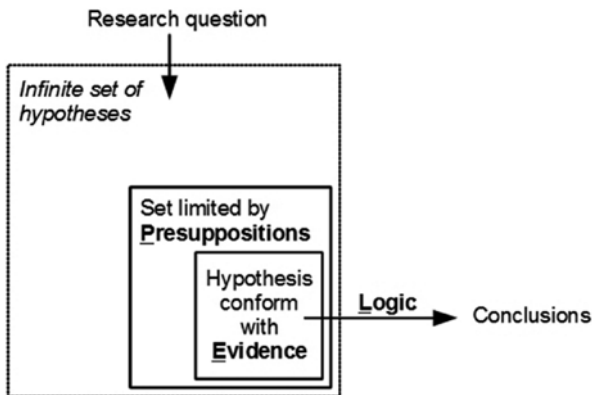 Research question
Infinite set of
hypotheses
Set limited by
Presuppositions
Hypothesis
conform
with
Evidence
Logic
Conclusions